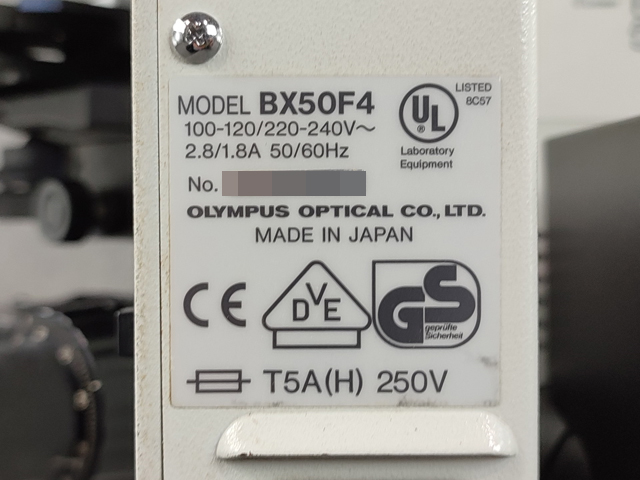 MODEL BX50F4
100-120/220-240V～
2.8/1.8A 50/60Hz
UL
®
LISTED
8C57
Laboratory
Equipment
No.
OLYMPUS OPTICAL CO., LTD.
MADE IN JAPAN
CE
DVE
GS
geprüfte
Sicherheit
T5A(H) 250V